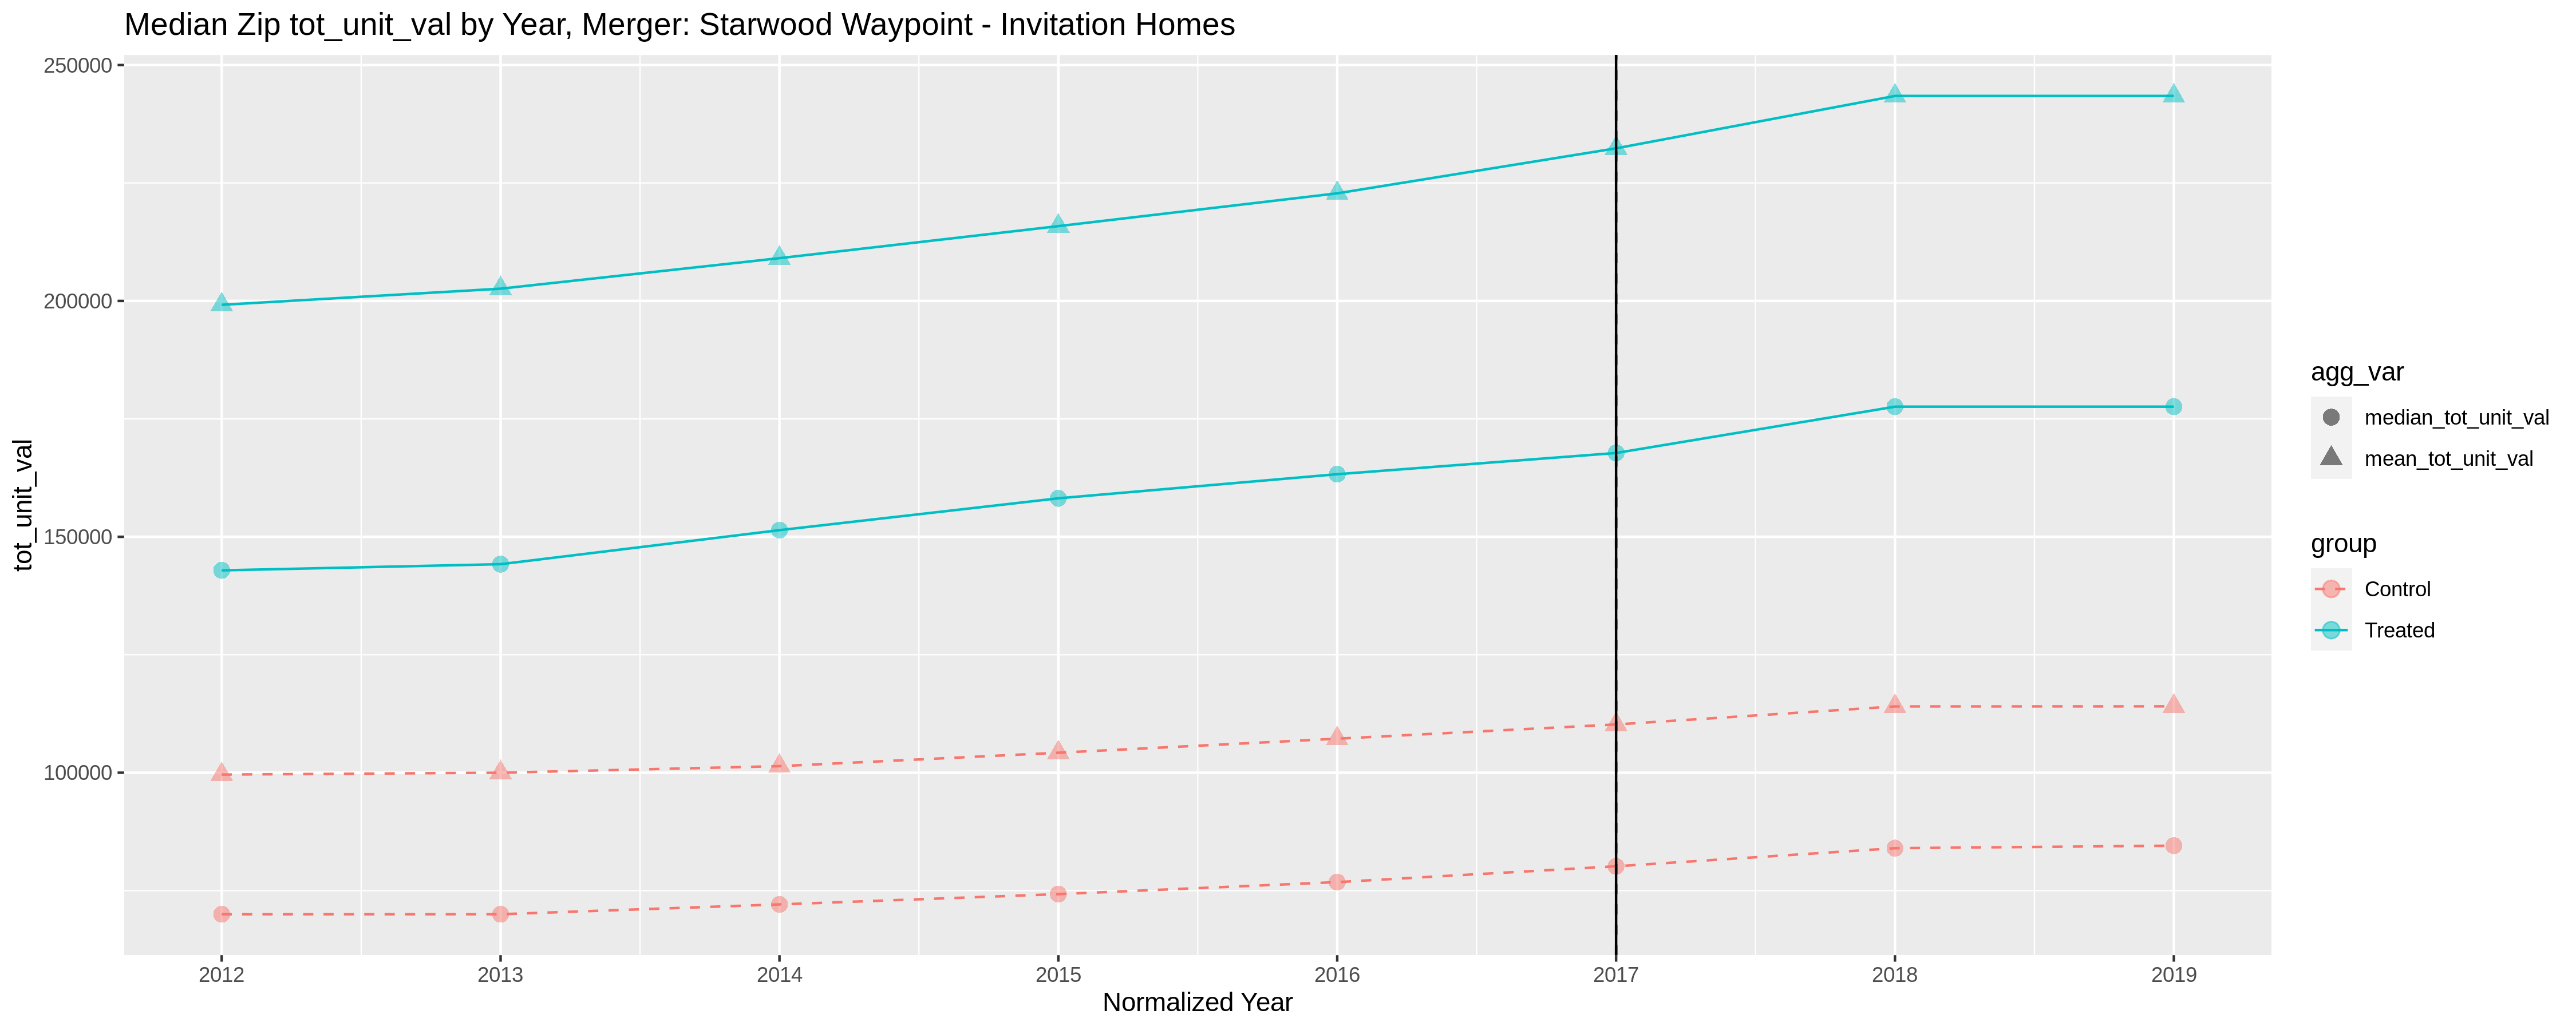 Median Zip tot_unit_val by Year, Merger: Starwood Waypoint - Invitation Homes
tot_unit_val
250000
200000
150000
100000
2012 2013 2014 2015 2016 2017 2018 2019
Normalized Year
agg_var
median_tot_unit_val
mean_tot_unit_val
group
Control
Treated